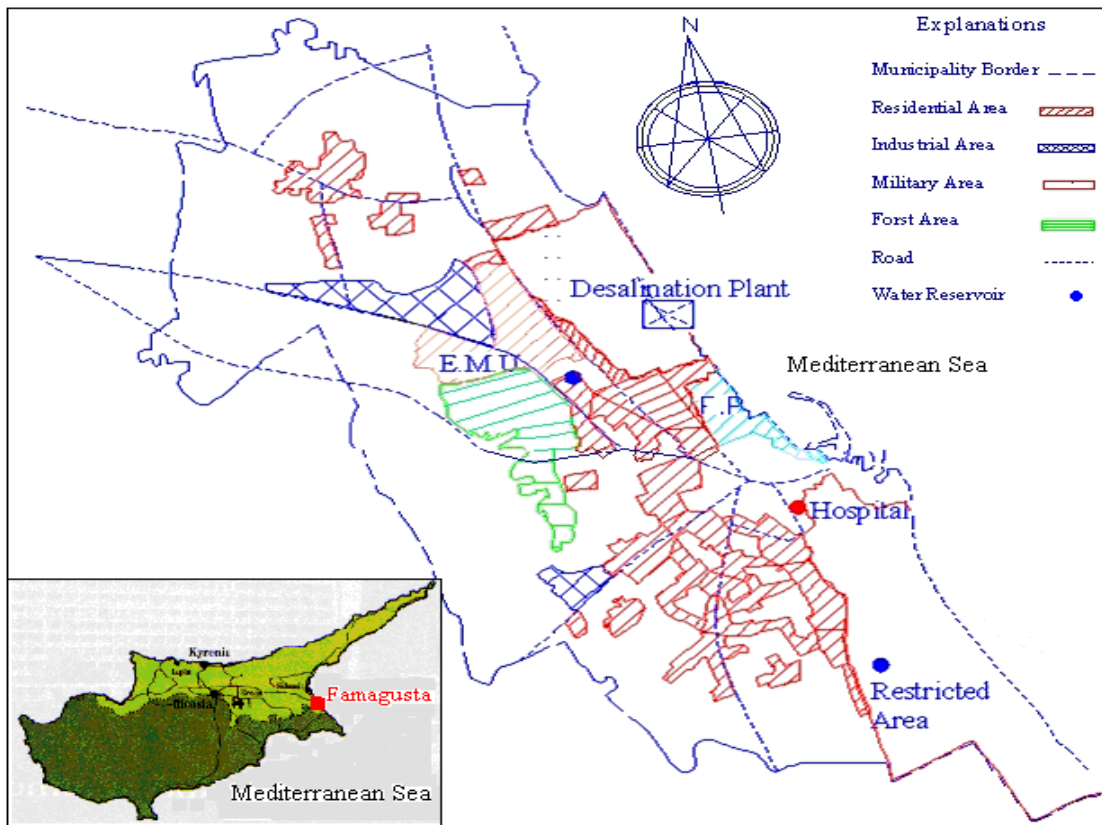 Explanations
Municipality Border
Residential Area
Industrial Area
Military Area
Forst Area
Road
Water Reservoir
N
Desalination Plant
E.M.U
Mediterranean Sea
F.P.
Hospital
Restricted
Area
Kyrenia
Famagusta
Mediterranean Sea